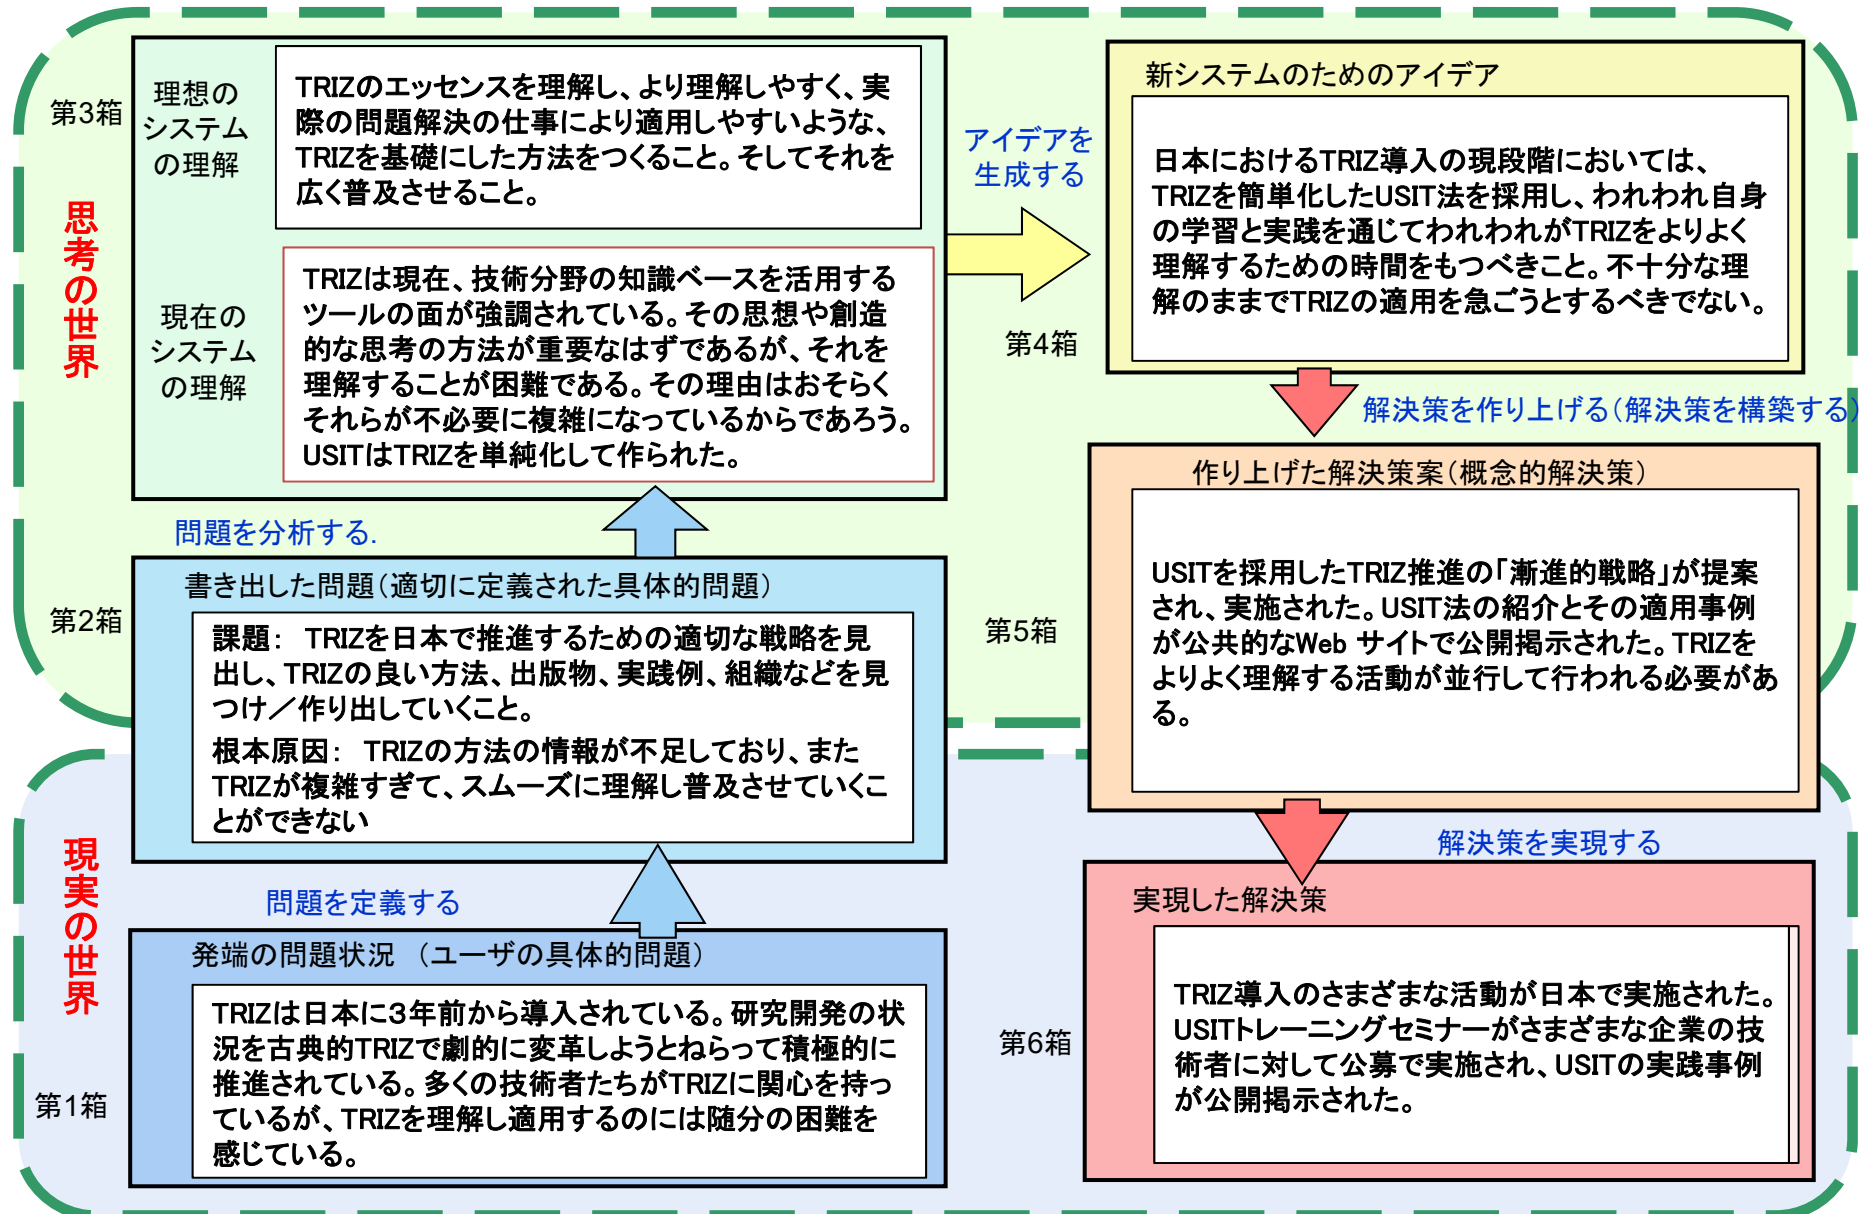 第3箱
理想の
システム
の理解
TRIZのエッセンスを理解し、より理解しやすく、実
際の問題解決の仕事により適用しやすいような、
TRIZを基礎にした方法をつくること。そしてそれを
広く普及させること。
思考の世界
現在の
システム
の理解
TRIZは現在、技術分野の知識ベースを活用する
ツールの面が強調されている。その思想や創造
的な思考の方法が重要なはずであるが、それを
理解することが困難である。その理由はおそらく
それらが不必要に複雑になっているからであろう。
USITはTRIZを単純化して作られた。
アイデアを
生成する
第4箱
新システムのためのアイデア
日本におけるTRIZ導入の現段階においては、
TRIZを簡単化したUSIT法を採用し、われわれ自身
の学習と実践を通じてわれわれがTRIZをよりよく
理解するための時間をもつべきこと。不十分な理
解のままでTRIZの適用を急ごうとするべきでない。
解決策を作り上げる（解決策を構築する）
問題を分析する.
第2箱
書き出した問題（適切に定義された具体的問題）
課題： TRIZを日本で推進するための適切な戦略を見
出し、TRIZの良い方法、出版物、実践例、組織などを見
つけ／作り出していくこと。
根本原因： TRIZの方法の情報が不足しており、また
TRIZが複雑すぎて、スムーズに理解し普及させていくこ
とができない
第5箱
作り上げた解決策案（概念的解決策）
USITを採用したTRIZ推進の「漸進的戦略」が提案
され、実施された。USIT法の紹介とその適用事例
が公共的なWeb サイトで公開掲示された。TRIZを
よりよく理解する活動が並行して行われる必要があ
る。
現実の世界
問題を定義する
解決策を実現する
第1箱
発端の問題状況 （ユーザの具体的問題）
TRIZは日本に3年前から導入されている。研究開発の状
況を古典的TRIZで劇的に変革しようとねらって積極的に
推進されている。多くの技術者たちがTRIZに関心を持っ
ているが、TRIZを理解し適用するのには随分の困難を
感じている。
第6箱
実現した解決策
TRIZ導入のさまざまな活動が日本で実施された。
USITトレーニングセミナーがさまざまな企業の技
術者に対して公募で実施され、USITの実践事例
が公開掲示された。